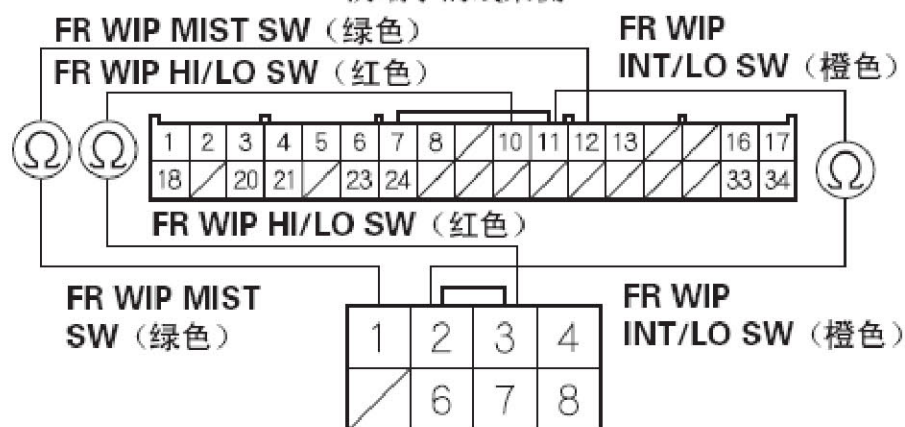 FR WIP MIST SW（绿色）
FR WIP
INT/LO SW（橙色）
FR WIP HI/LO SW（红色）
Ω Ω Ω
1 2 3 4 5 6 7 8 10 11 12 13 16 17
18 20 21 23 24 33 34
FR WIP HI/LO SW（红色）
FR WIP MIST
SW（绿色）
FR WIP
INT/LO SW（橙色）
1 2 3 4
6 7 8